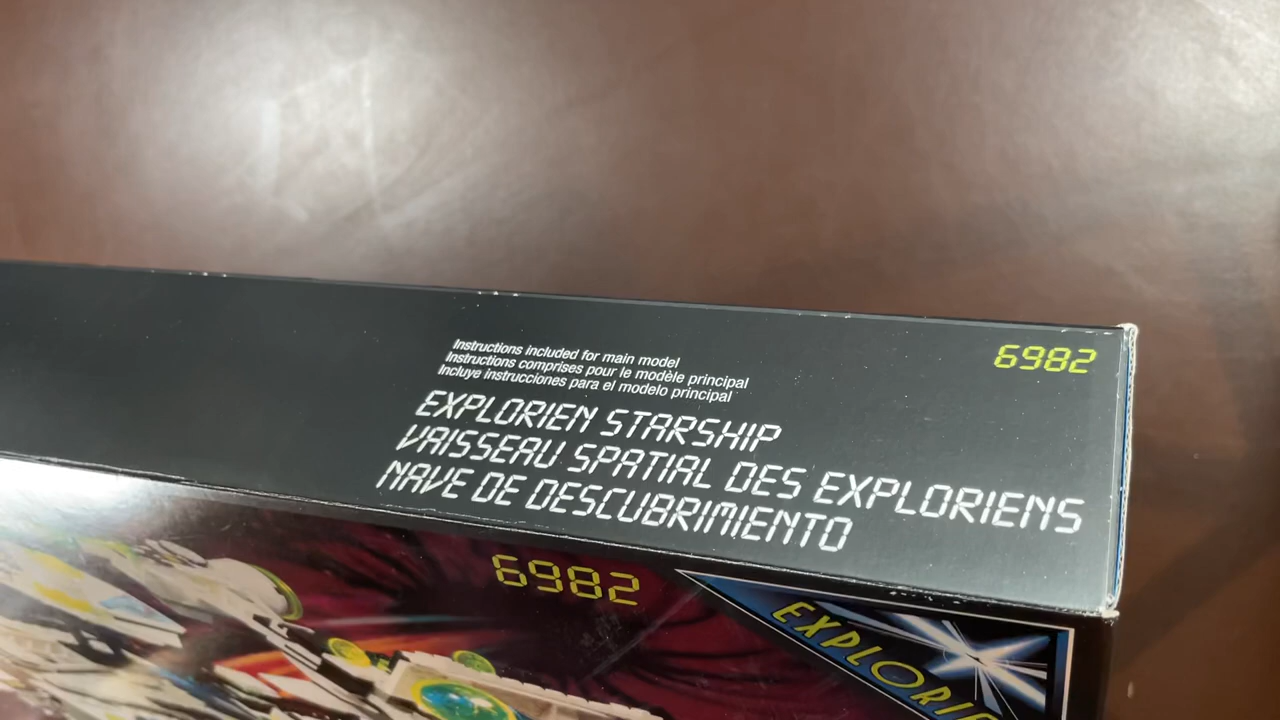 Instructions included for main model
Instructions comprises pour le modèle principal
Incluye instrucciones para el modelo principal
6982
EXPLORIEN STARSHIP
VAISSEAU SPATIAL DES EXPLORIENS
NAVE DE DESCUBRIMIENTO
6982